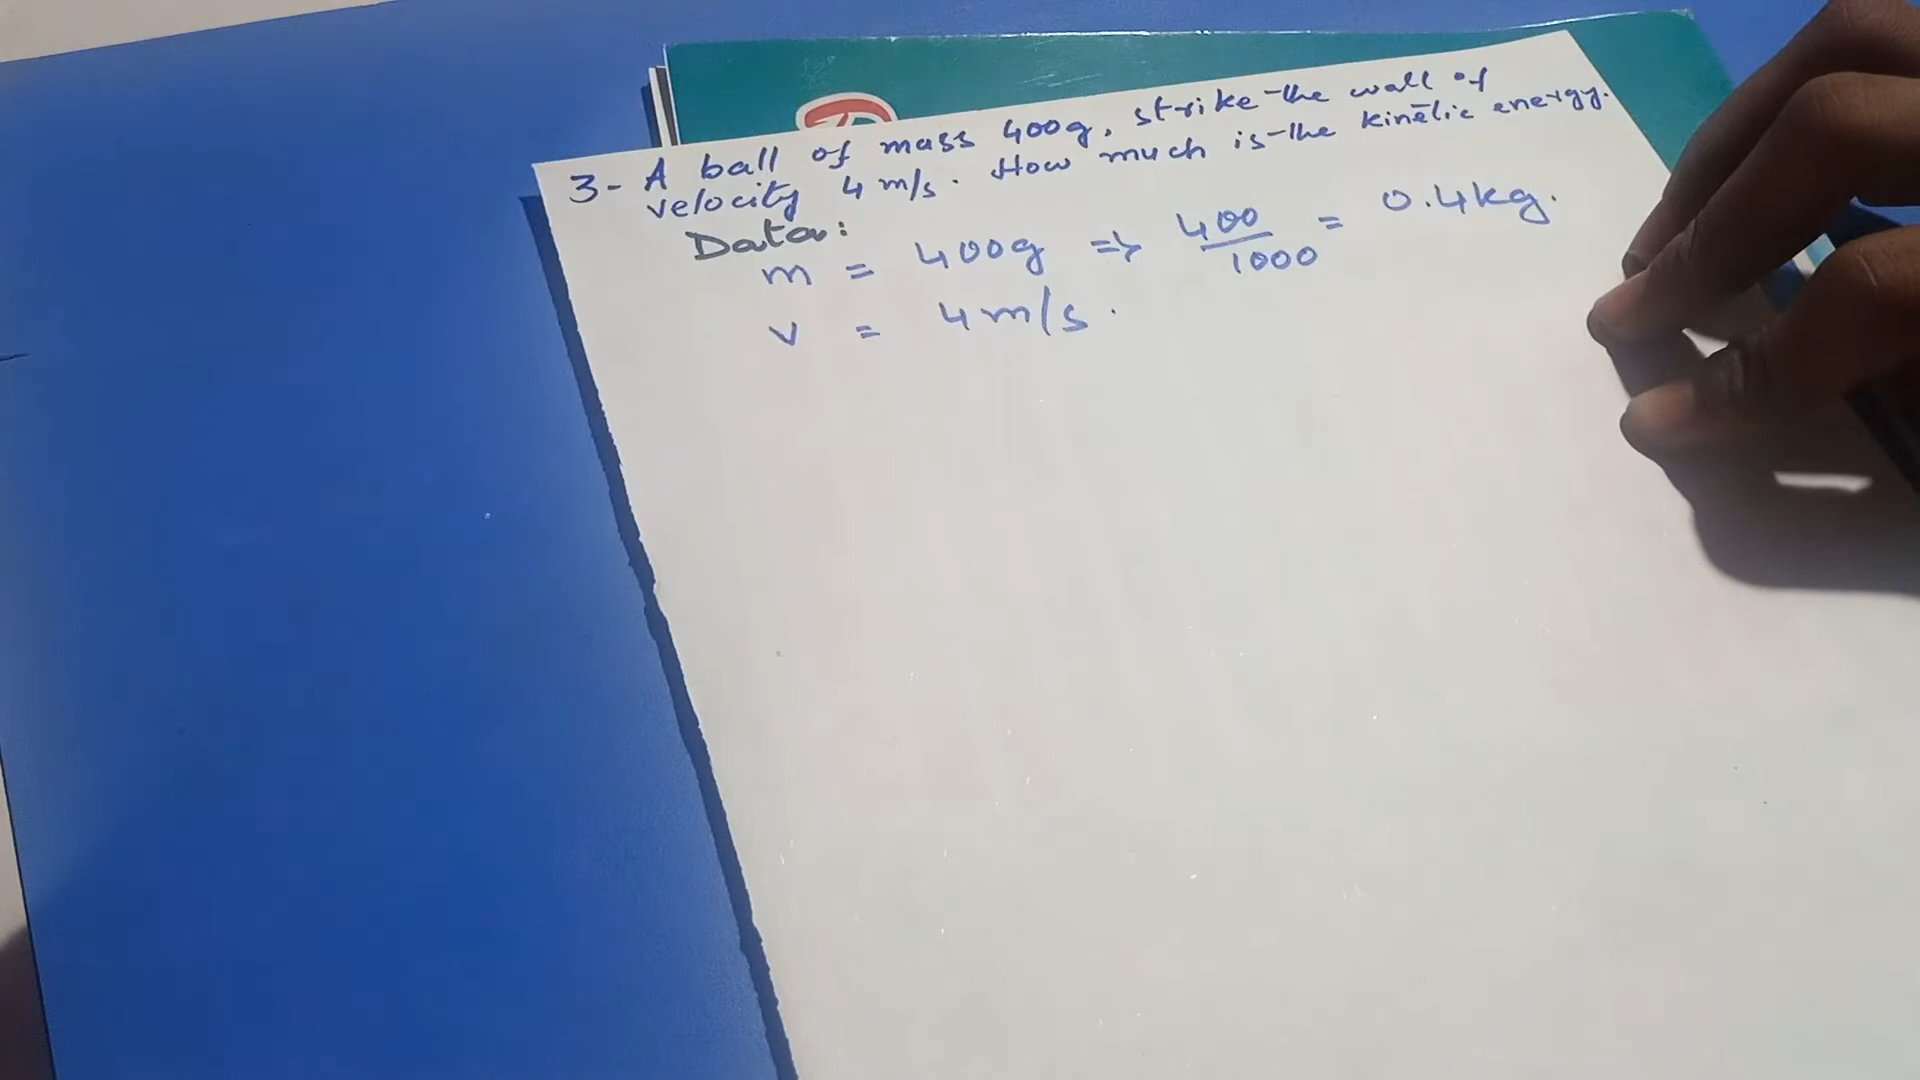 3- A ball of mass 400g, strike the wall of
velocity 4 m/s. How much is the kinetic energy.
Data:
m = 400g => 400/1000 = 0.4kg.
v = 4m/s.